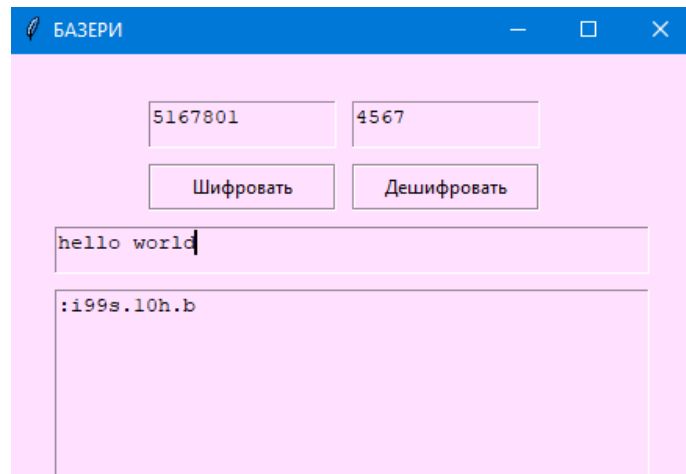 БАЗЕРИ
5167801 4567
Шифровать Дешифровать
hello world
:i99s.l0h.b